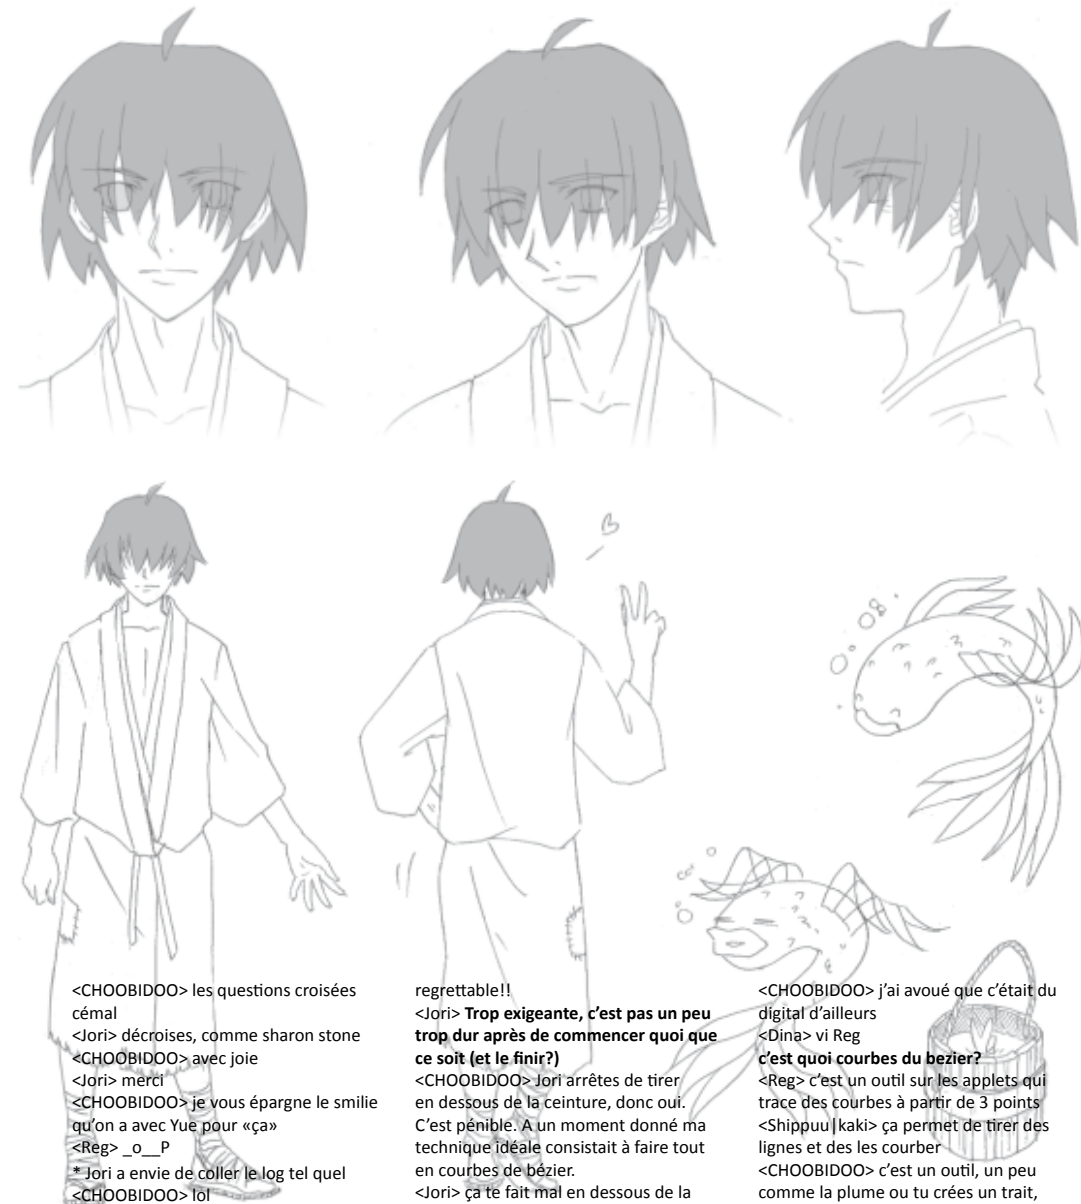 <CHOOBIDOO> les questions croisées
cémal
<Jori> décroises, comme sharon stone
<CHOOBIDOO> avec joie
<Jori> merci
<CHOOBIDOO> je vous épargne le smilie
qu'on a avec Yue pour «ça»
<Reg> _o__P
* Jori a envie de coller le log tel quel
<CHOOBIDOO> lol
regrettable!!
<Jori> Trop exigeante, c'est pas un peu
trop dur après de commencer quoi que
ce soit (et le finir?)
<CHOOBIDOO> Jori arrêtes de tirer
en dessous de la ceinture, donc oui.
C'est pénible. A un moment donné ma
technique idéale consistait à faire tout
en courbes de bézier.
<Jori> ça te fait mal en dessous de la
<CHOOBIDOO> j'ai avoué que c'était du
digital d'ailleurs
<Dina> vi Reg
c'est quoi courbes du bezier?
<Reg> c'est un outil sur les applets qui
trace des courbes à partir de 3 points
<Shippuu|kaki> ça permet de tirer des
lignes et des les courber
<CHOOBIDOO> c'est un outil, un peu
comme la plume ou tu crées un trait,